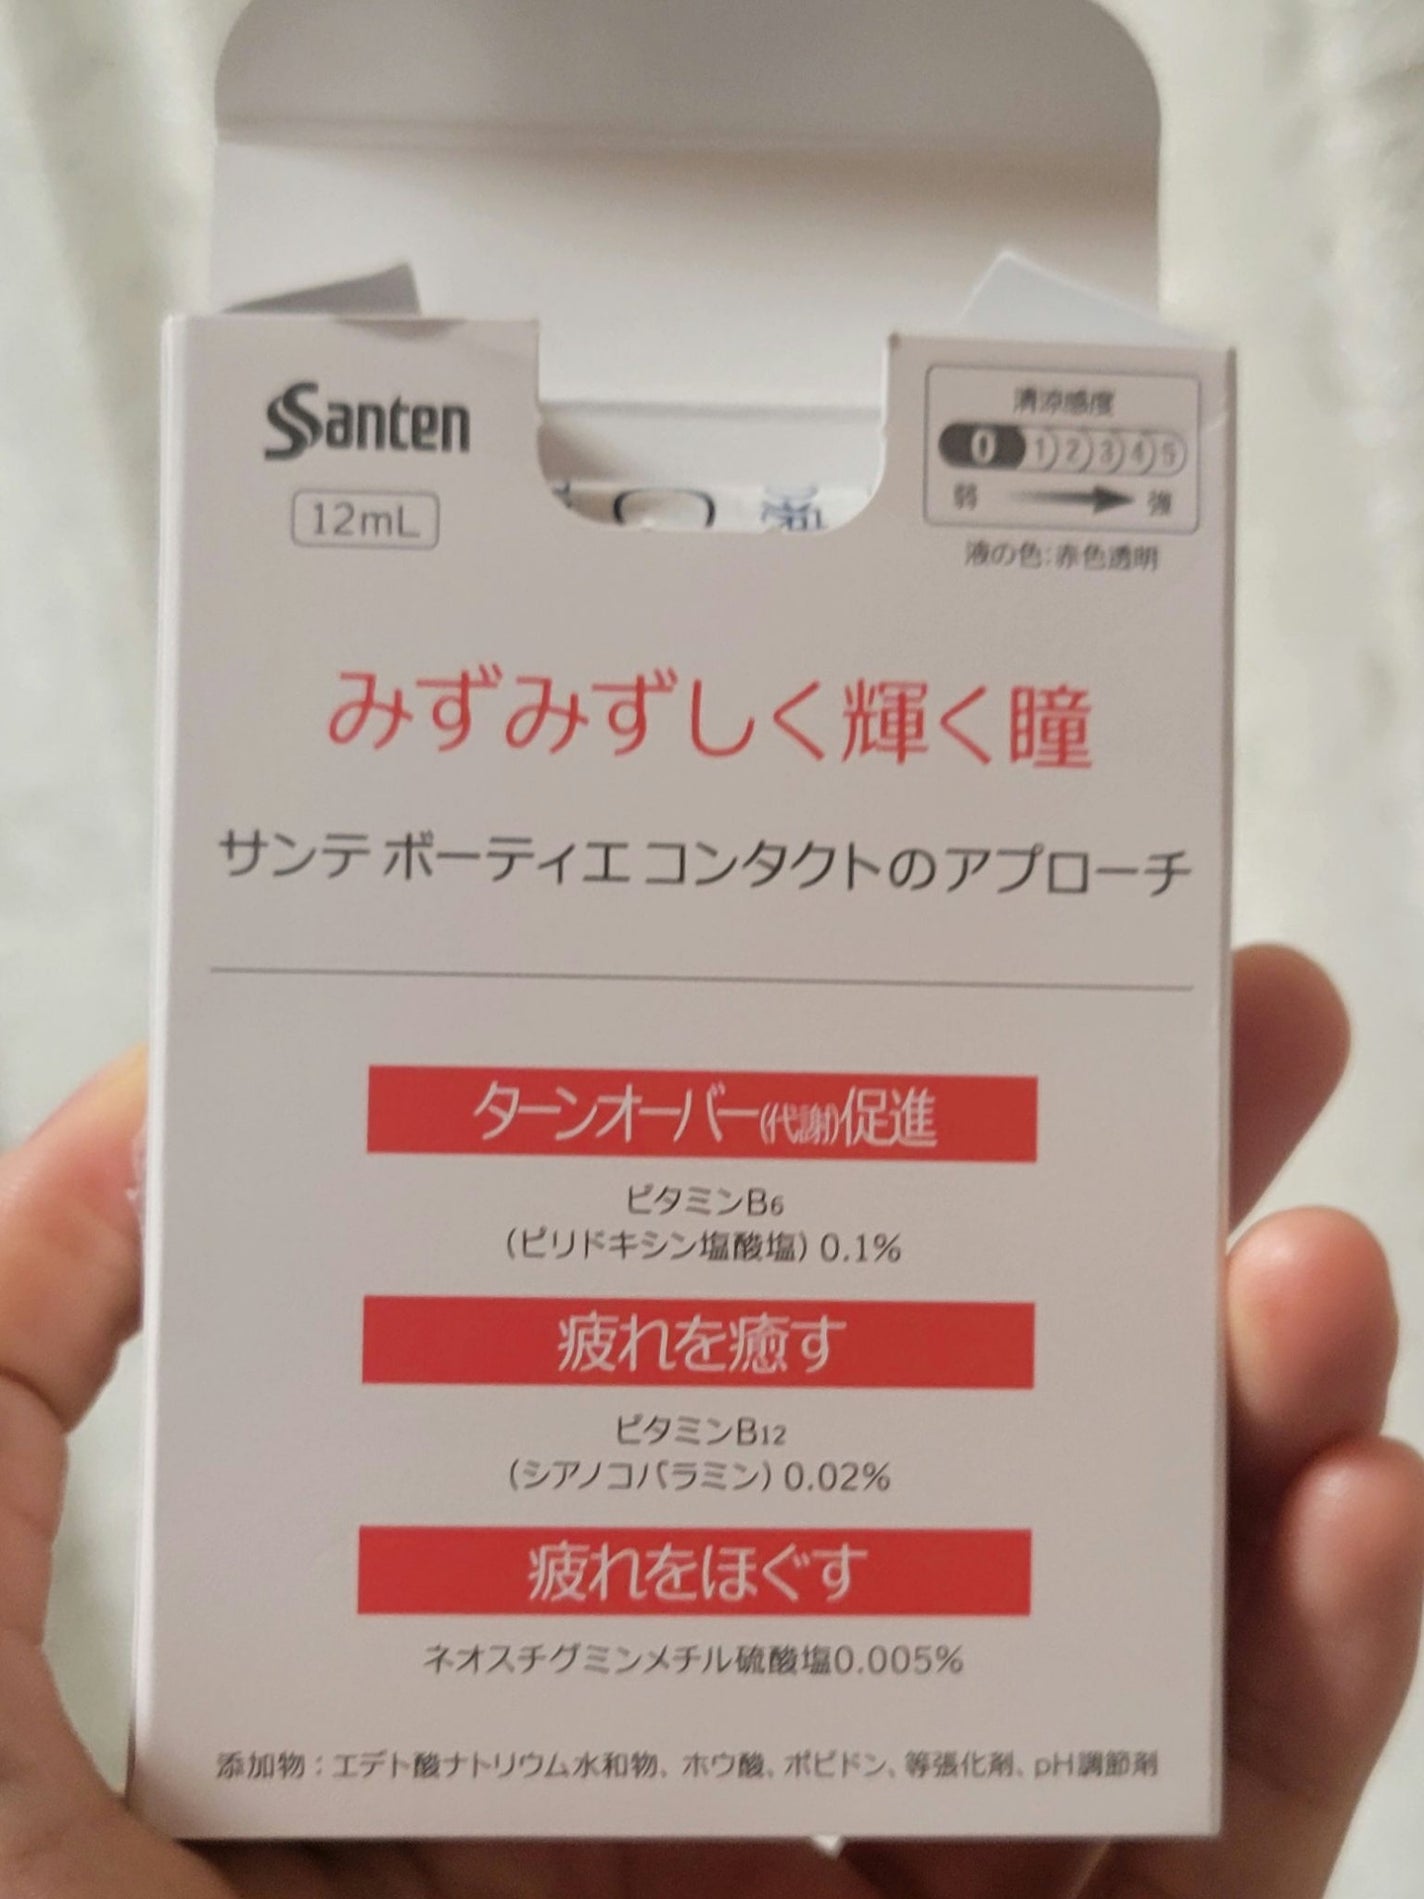 Santen
12mL
清涼感度
0 1 2 3 4 5
弱 強
液の色:赤色透明
みずみずしく輝く瞳
サンテ ボーティエ コンタクトのアプローチ
ターンオーバー(代謝)促進
ビタミンB6
(ピリドキシン塩酸塩) 0.1%
疲れを癒す
ビタミンB12
(シアノコバラミン) 0.02%
疲れをほぐす
ネオスチグミンメチル硫酸塩0.005%
添加物：エデト酸ナトリウム水和物、ホウ酸、ポビドン、等張化剤、pH調節剤